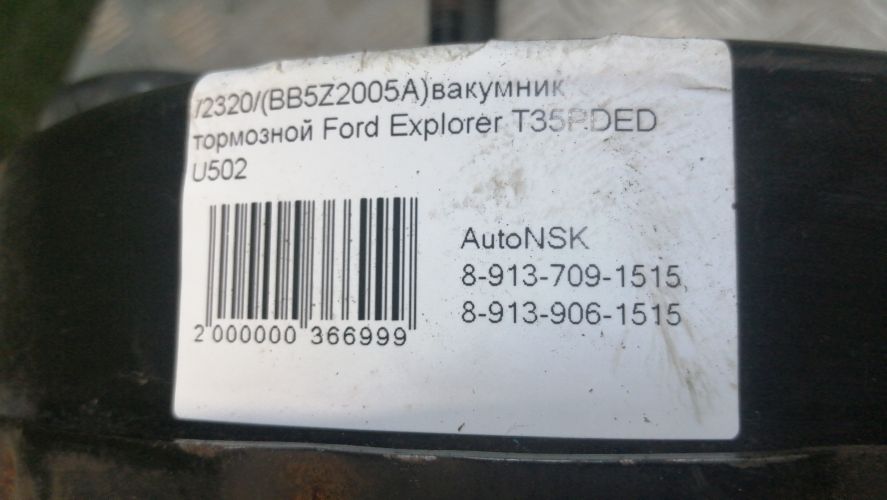 /2320/(BB5Z2005A)вакумник
тормозной Ford Explorer T35PDED
U502
AutoNSK
8-913-709-1515
8-913-906-1515
2 000000 366999